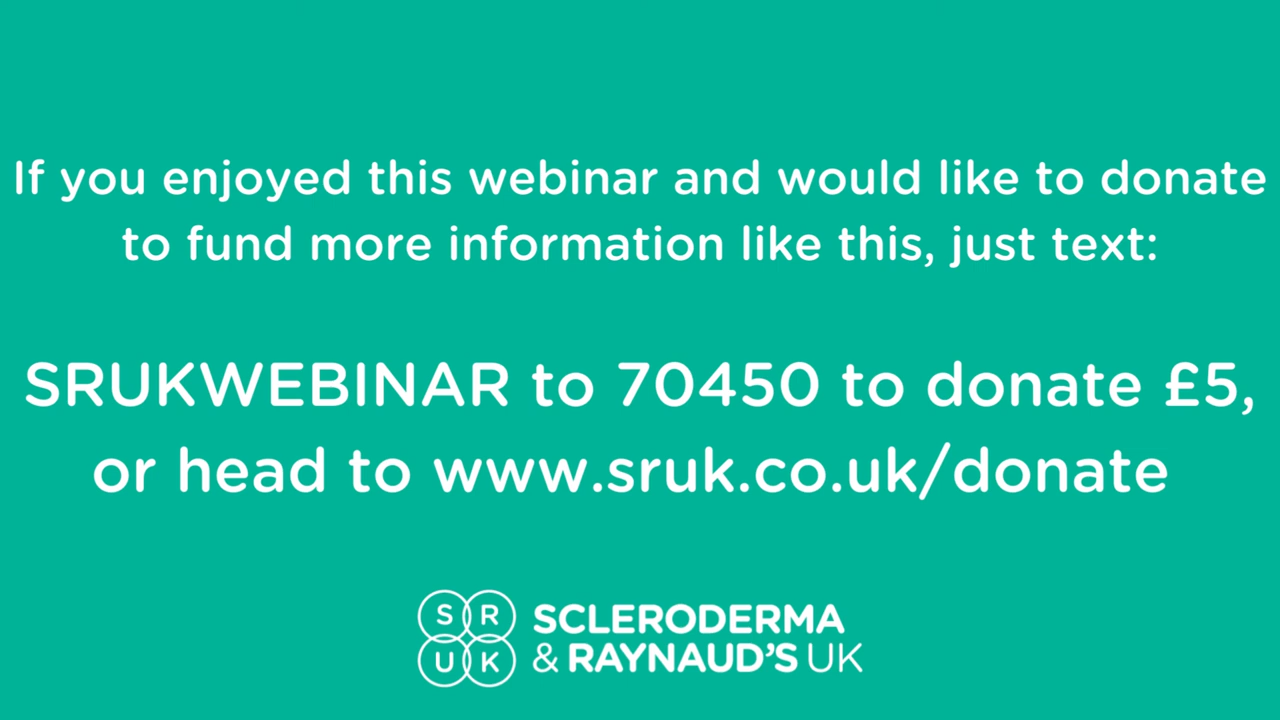 If you enjoyed this webinar and would like to donate
to fund more information like this, just text:
SRUKWEBINAR to 70450 to donate £5,
or head to www.sruk.co.uk/donate
S R
U K
SCLERODERMA
& RAYNAUD'S UK